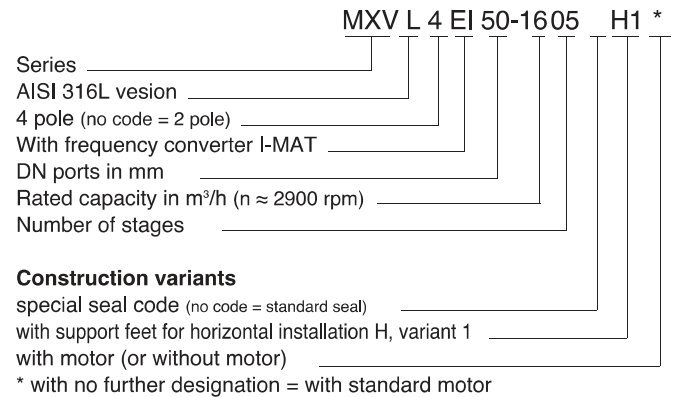 MXV L 4 EI 50-1605 H1 *
Series
AISI 316L vesion
4 pole (no code = 2 pole)
With frequency converter I-MAT
DN ports in mm
Rated capacity in m³/h (n ≈ 2900 rpm)
Number of stages
Construction variants
special seal code (no code = standard seal)
with support feet for horizontal installation H, variant 1
with motor (or without motor)
* with no further designation = with standard motor